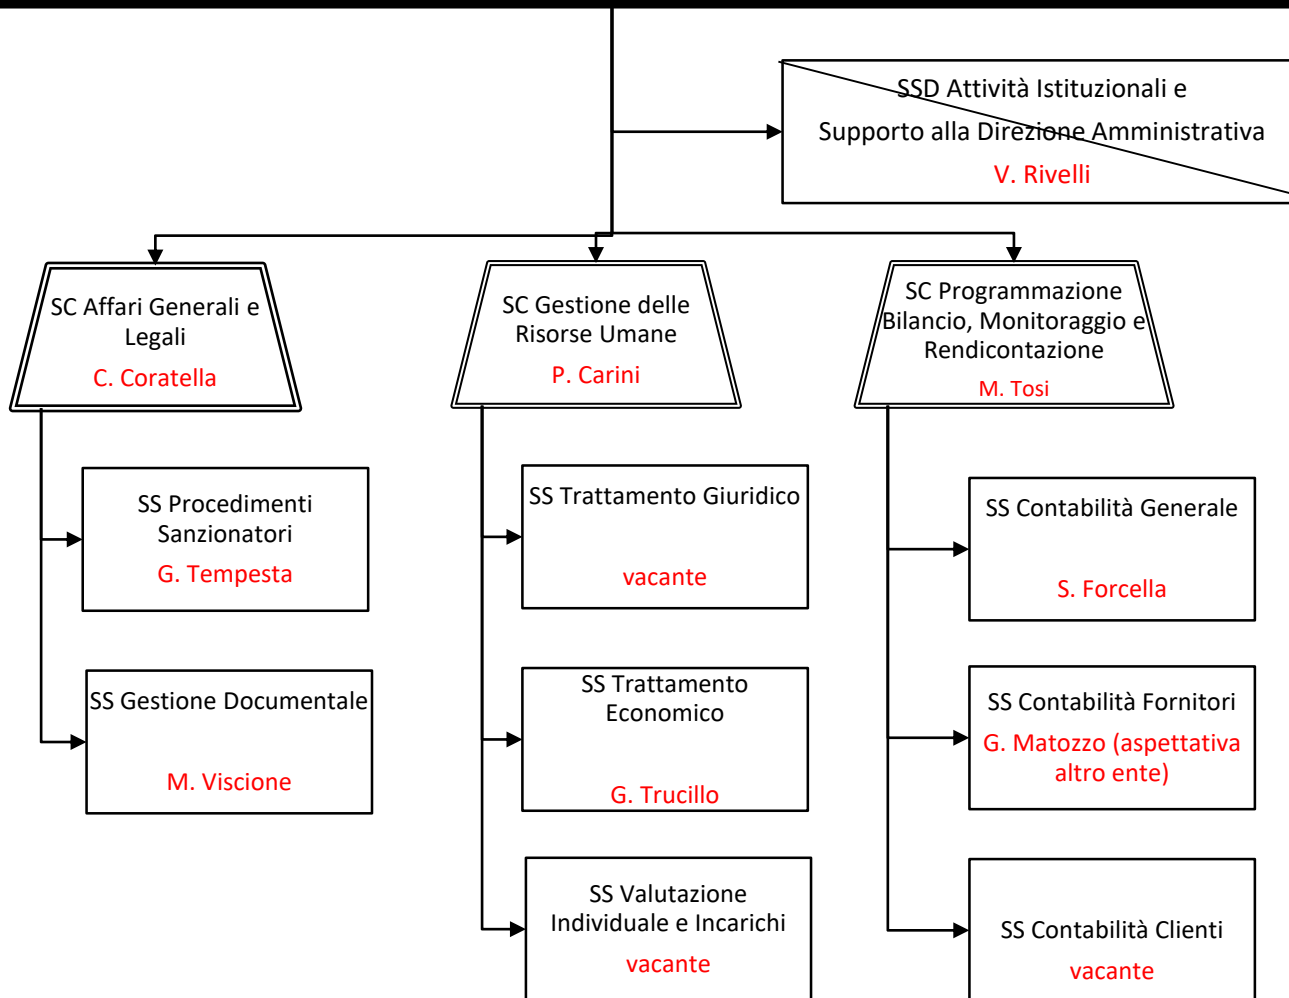 SSD Attività Istituzionali e
Supporto alla Direzione Amministrativa
V. Rivelli
SC Affari Generali e
Legali
C. Coratella
SC Gestione delle
Risorse Umane
P. Carini
SC Programmazione
Bilancio, Monitoraggio e
Rendicontazione
M. Tosi
SS Procedimenti
Sanzionatori
G. Tempesta
SS Gestione Documentale
M. Viscione
SS Trattamento Giuridico
vacante
SS Trattamento
Economico
G. Trucillo
SS Valutazione
Individuale e Incarichi
vacante
SS Contabilità Generale
S. Forcella
SS Contabilità Fornitori
G. Matozzo (aspettativa
altro ente)
SS Contabilità Clienti
vacante